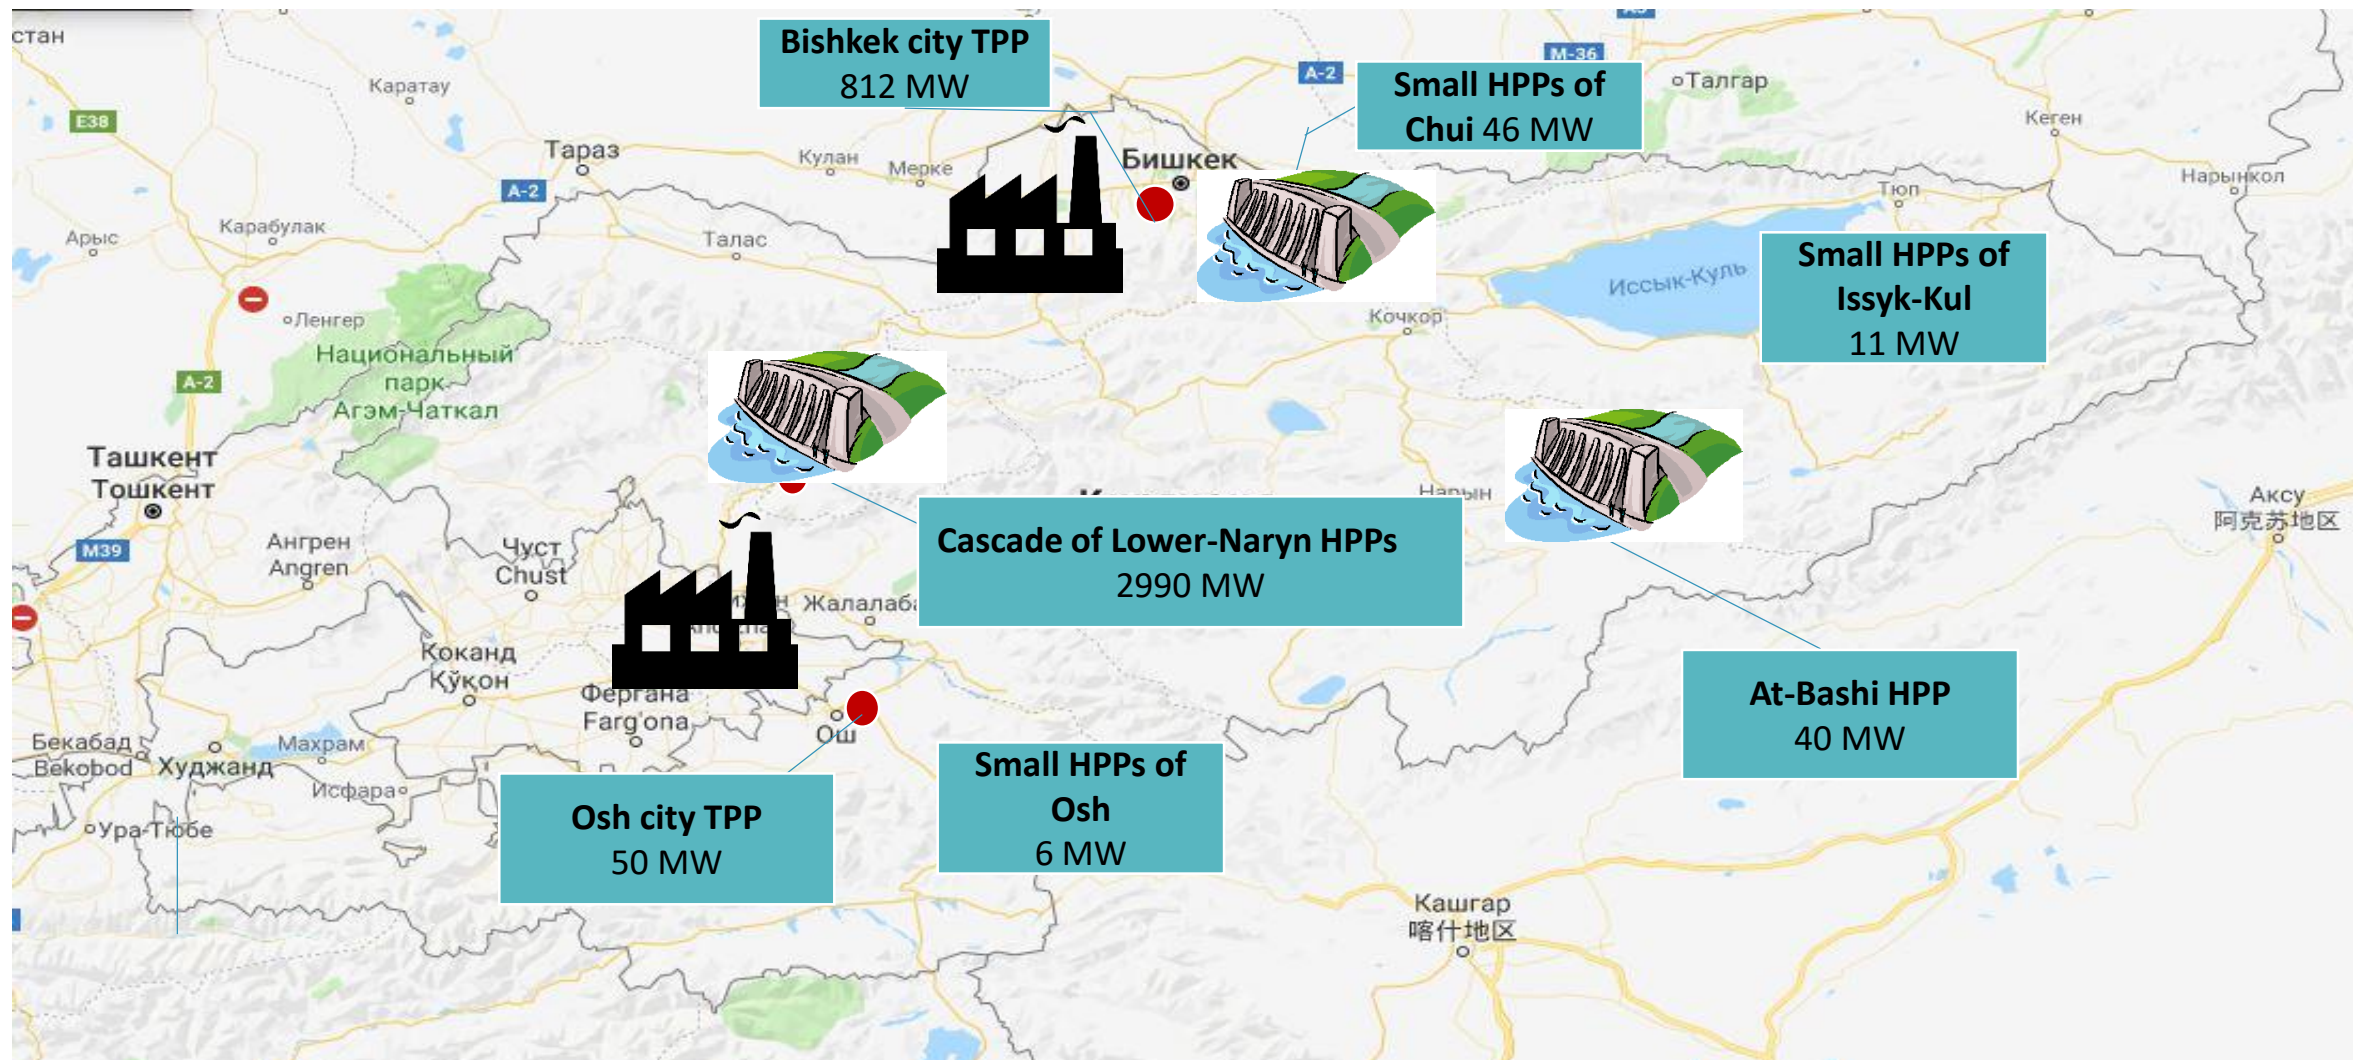 стан
Bishkek city TPP
812 MW
M-36
A-2
Small HPPs of
Chui 46 MW
Талгар
Каратау
E38
Кеген
Тараз
Кулан
Мерке
Бишкек
A-2
Тюп
Нарынкол
Арыс
Карабулак
Талас
Small HPPs of
Issyk-Kul
11 MW
Иссык-Куль
Ленгер
Кочкор
Национальный
парк
Агэм-Чаткал
A-2
Ташкент
Тошкент
Нарын
Аксу
阿克苏地区
M39
Ангрен
Angren
Чуст
Chust
Cascade of Lower-Naryn HPPs
2990 MW
Жалалаба
Коканд
Қўқон
Фергана
Farg'ona
Ош
At-Bashi HPP
40 MW
Бекабад
Bekobod
Худжанд
Махрам
Исфара
Ура-Тюбе
Osh city TPP
50 MW
Small HPPs of
Osh
6 MW
Кашгар
喀什地区